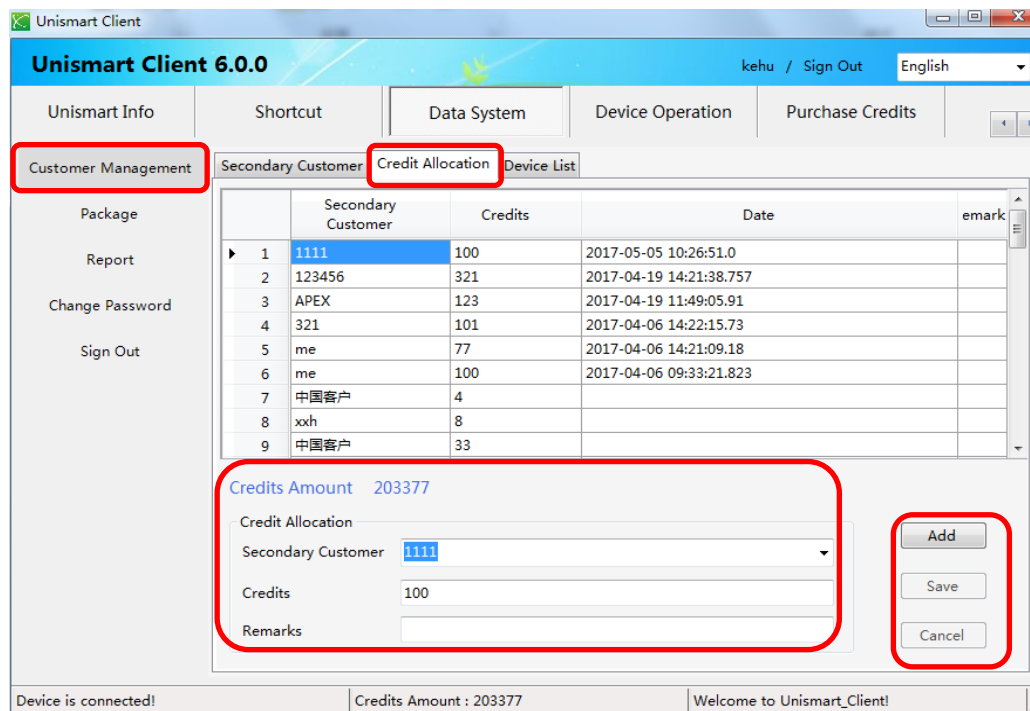 Unismart Client
Unismart Client 6.0.0
kehu / Sign Out English
Unismart Info Shortcut Data System Device Operation Purchase Credits
Customer Management
Package
Report
Change Password
Sign Out
Secondary Customer Credit Allocation Device List
Secondary Customer Credits Date emark
1 1111 100 2017-05-05 10:26:51.0
2 123456 321 2017-04-19 14:21:38.757
3 APEX 123 2017-04-19 11:49:05.91
4 321 101 2017-04-06 14:22:15.73
5 me 77 2017-04-06 14:21:09.18
6 me 100 2017-04-06 09:33:21.823
7 中国客户 4
8 xxh 8
9 中国客户 33
Credits Amount 203377
Credit Allocation
Secondary Customer 1111
Credits 100
Remarks
Add
Save
Cancel
Device is connected! Credits Amount : 203377 Welcome to Unismart_Client!